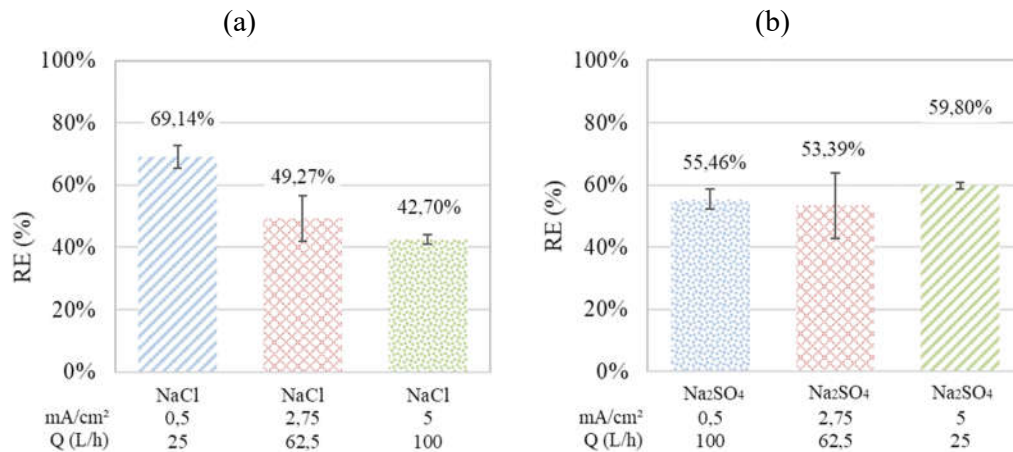 (a)
100%
80%
60%
40%
20%
0%
RE (%)
69,14%
49,27%
42,70%
NaCl NaCl NaCl
mA/cm² 0,5 2,75 5
Q (L/h) 25 62,5 100
(b)
100%
80%
60%
40%
20%
0%
RE (%)
55,46%
53,39%
59,80%
Na₂SO₄ Na₂SO₄ Na₂SO₄
mA/cm² 0,5 2,75 5
Q (L/h) 100 62,5 25